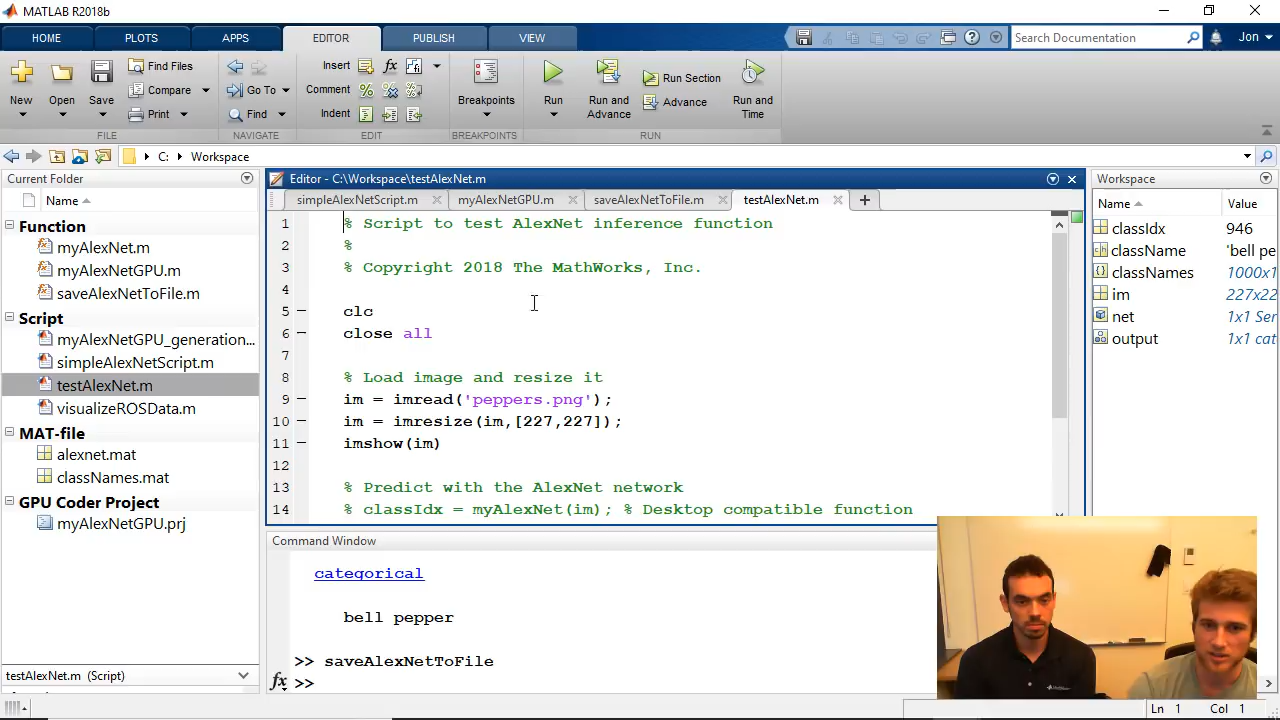 MATLAB R2018b
HOME PLOTS APPS EDITOR PUBLISH VIEW
Search Documentation
Jon
New Open Save
Find Files
Compare
Print
FILE
Go To
Find
NAVIGATE
Insert
Comment
Indent
EDIT
Breakpoints
BREAKPOINTS
Run
Run and Advance
Run Section
Advance
Run and Time
RUN
C: Workspace
Current Folder
Name
Function
myAlexNet.m
myAlexNetGPU.m
saveAlexNetToFile.m
Script
myAlexNetGPU_generation...
simpleAlexNetScript.m
testAlexNet.m
visualizeROSData.m
MAT-file
alexnet.mat
classNames.mat
GPU Coder Project
myAlexNetGPU.prj
testAlexNet.m (Script)
Editor - C:\Workspace\testAlexNet.m
simpleAlexNetScript.m myAlexNetGPU.m saveAlexNetToFile.m testAlexNet.m
1 % Script to test AlexNet inference function
2 %
3 % Copyright 2018 The MathWorks, Inc.
4
5 clc
6 close all
7
8 % Load image and resize it
9 im = imread('peppers.png');
10 im = imresize(im,[227,227]);
11 imshow(im)
12
13 % Predict with the AlexNet network
14 % classIdx = myAlexNet(im); % Desktop compatible function
Command Window
categorical
bell pepper
>> saveAlexNetToFile
fx >>
Workspace
Name Value
classIdx 946
className 'bell pe
classNames 1000x1
im 227x22
net 1x1 Ser
output 1x1 cat
Ln 1 Col 1